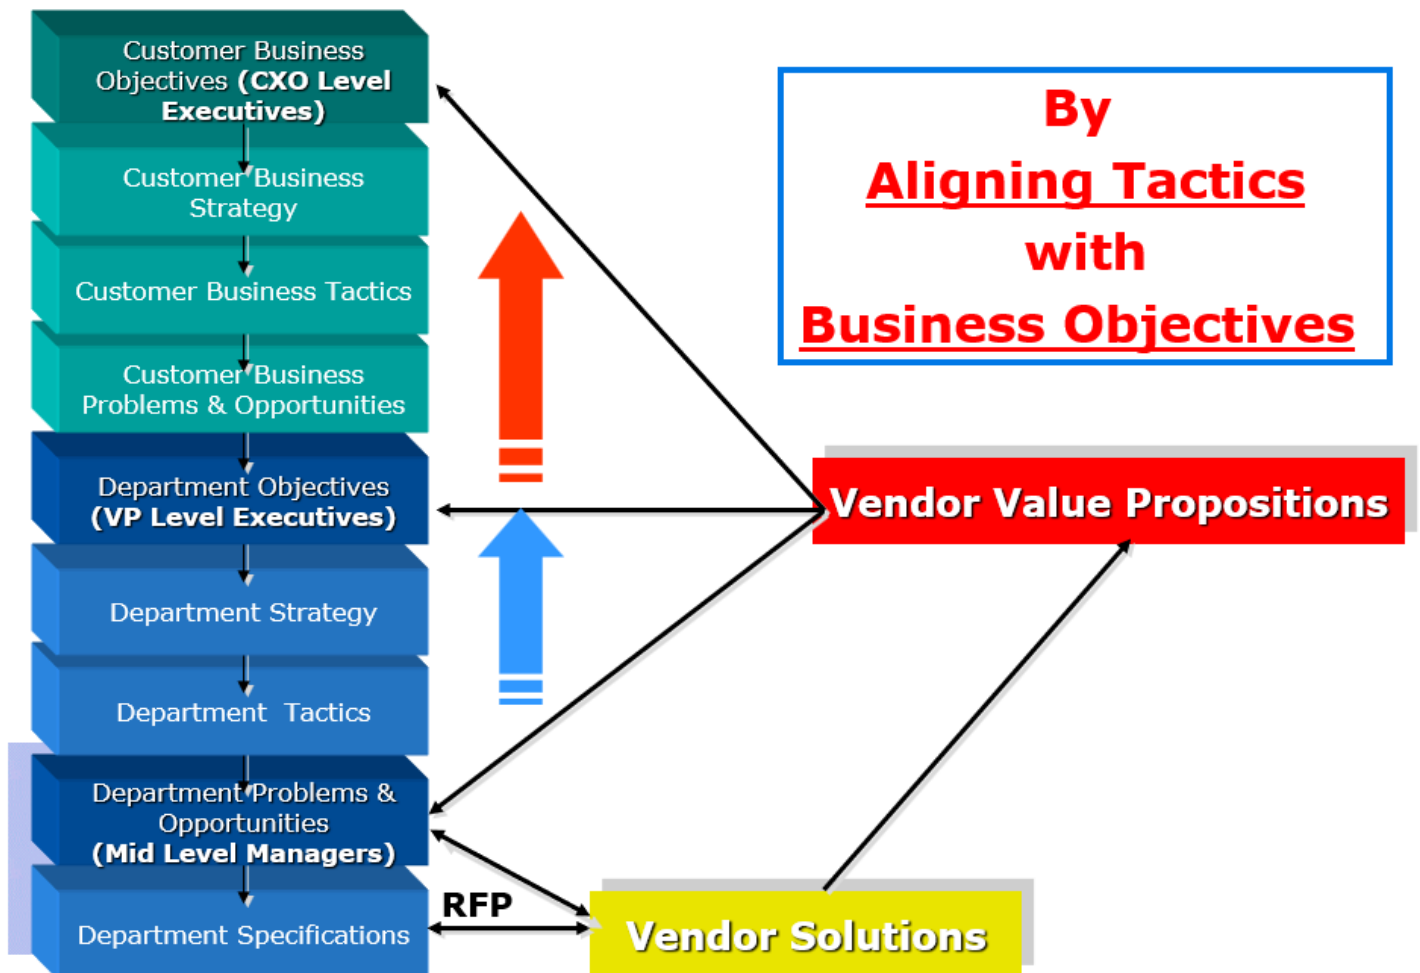 Customer Business
Objectives (CXO Level
Executives)
Customer Business
Strategy
Customer Business Tactics
Customer Business
Problems & Opportunities
Department Objectives
(VP Level Executives)
Department Strategy
Department Tactics
Department Problems &
Opportunities
(Mid Level Managers)
Department Specifications
RFP
By
Aligning Tactics
with
Business Objectives
Vendor Value Propositions
Vendor Solutions